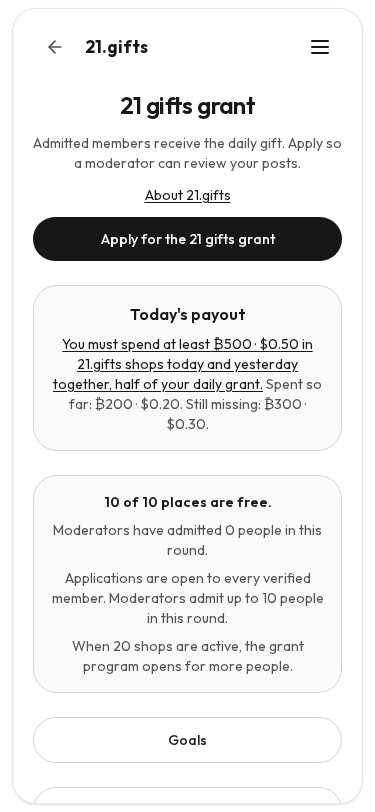 21.gifts
21 gifts grant
Admitted members receive the daily gift. Apply so
a moderator can review your posts.
About 21.gifts
Apply for the 21 gifts grant
Today's payout
You must spend at least ₿500 · $0.50 in
21.gifts shops today and yesterday
together, half of your daily grant. Spent so
far: ₿200 · $0.20. Still missing: ₿300 ·
$0.30.
10 of 10 places are free.
Moderators have admitted 0 people in this
round.
Applications are open to every verified
member. Moderators admit up to 10 people
in this round.
When 20 shops are active, the grant
program opens for more people.
Goals